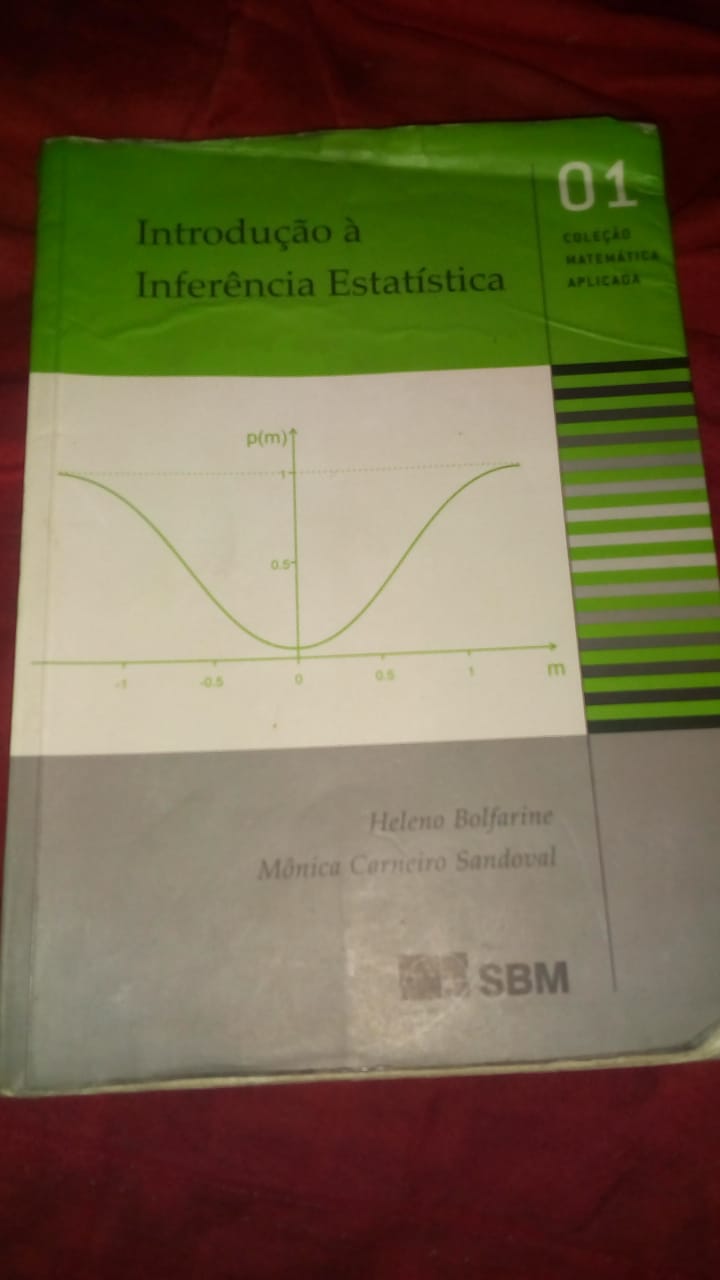 01
COLEÇÃO
MATEMÁTICA
APLICADA
Introdução à
Inferência Estatística
p(m)
1
0.5
-1
-0.5
0
0.5
1
m
Heleno Bolfarine
Mônica Carneiro Sandoval
SBM